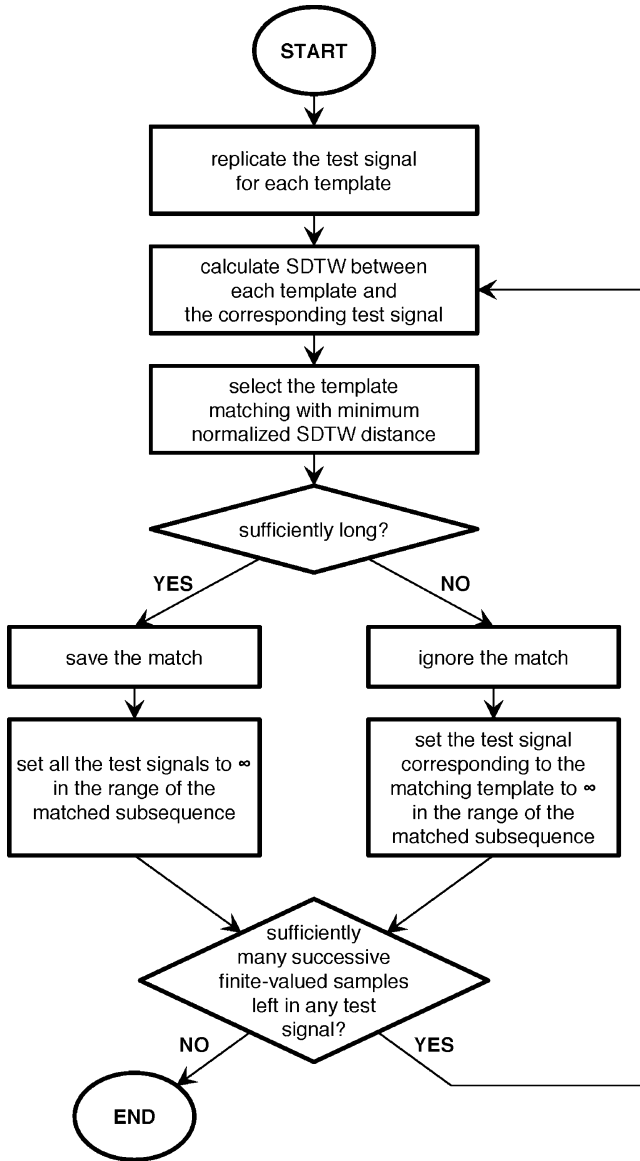 START
replicate the test signal
for each template
calculate SDTW between
each template and
the corresponding test signal
select the template
matching with minimum
normalized SDTW distance
sufficiently long?
YES
NO
save the match
ignore the match
set all the test signals to ∞
in the range of the
matched subsequence
set the test signal
corresponding to the
matching template to ∞
in the range of the
matched subsequence
sufficiently
many successive
finite-valued samples
left in any test
signal?
NO
YES
END